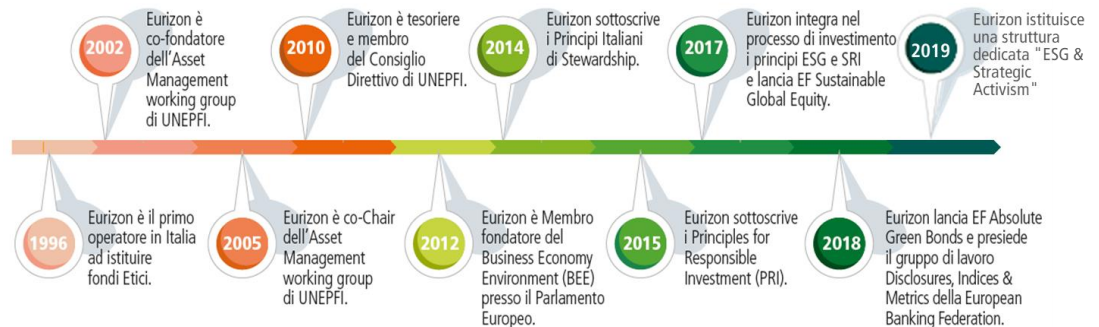 2002
Eurizon è
co-fondatore
dell'Asset
Management
working group
di UNEPFI.
2010
Eurizon è tesoriere
e membro
del Consiglio
Direttivo di UNEPFI.
2014
Eurizon sottoscrive
i Principi Italiani
di Stewardship.
2017
Eurizon integra nel
processo di investimento
i principi ESG e SRI
e lancia EF Sustainable
Global Equity.
2019
Eurizon istituisce
una struttura
dedicata "ESG &
Strategic
Activism"
1996
Eurizon è il primo
operatore in Italia
ad istituire
fondi Etici.
2005
Eurizon è co-Chair
dell'Asset
Management
working group
di UNEPFI.
2012
Eurizon è Membro
fondatore del
Business Economy
Environment (BEE)
presso il Parlamento
Europeo.
2015
Eurizon sottoscrive
i Principles for
Responsible
Investment (PRI).
2018
Eurizon lancia EF Absolute
Green Bonds e presiede
il gruppo di lavoro
Disclosures, Indices &
Metrics della European
Banking Federation.